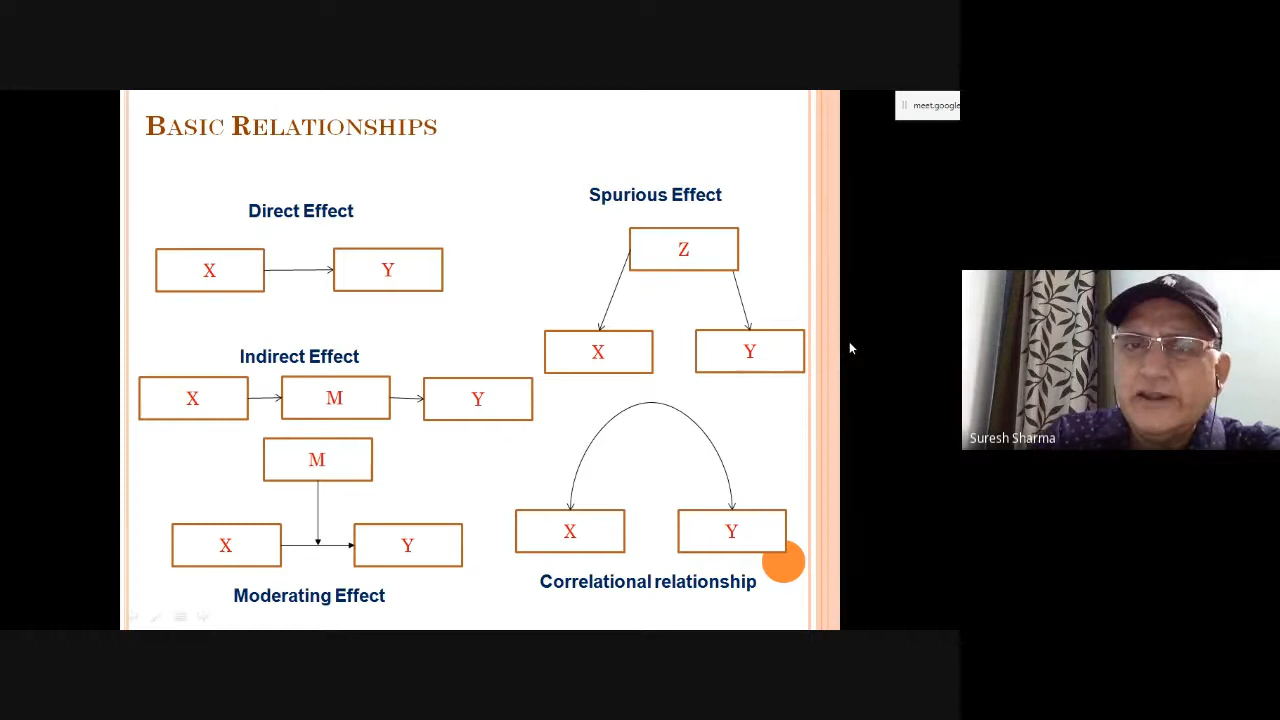 BASIC RELATIONSHIPS
Direct Effect
X
Y
Indirect Effect
X
M
Y
M
X
Y
Moderating Effect
Spurious Effect
Z
X
Y
X
Y
Correlational relationship
meet.google
Suresh Sharma